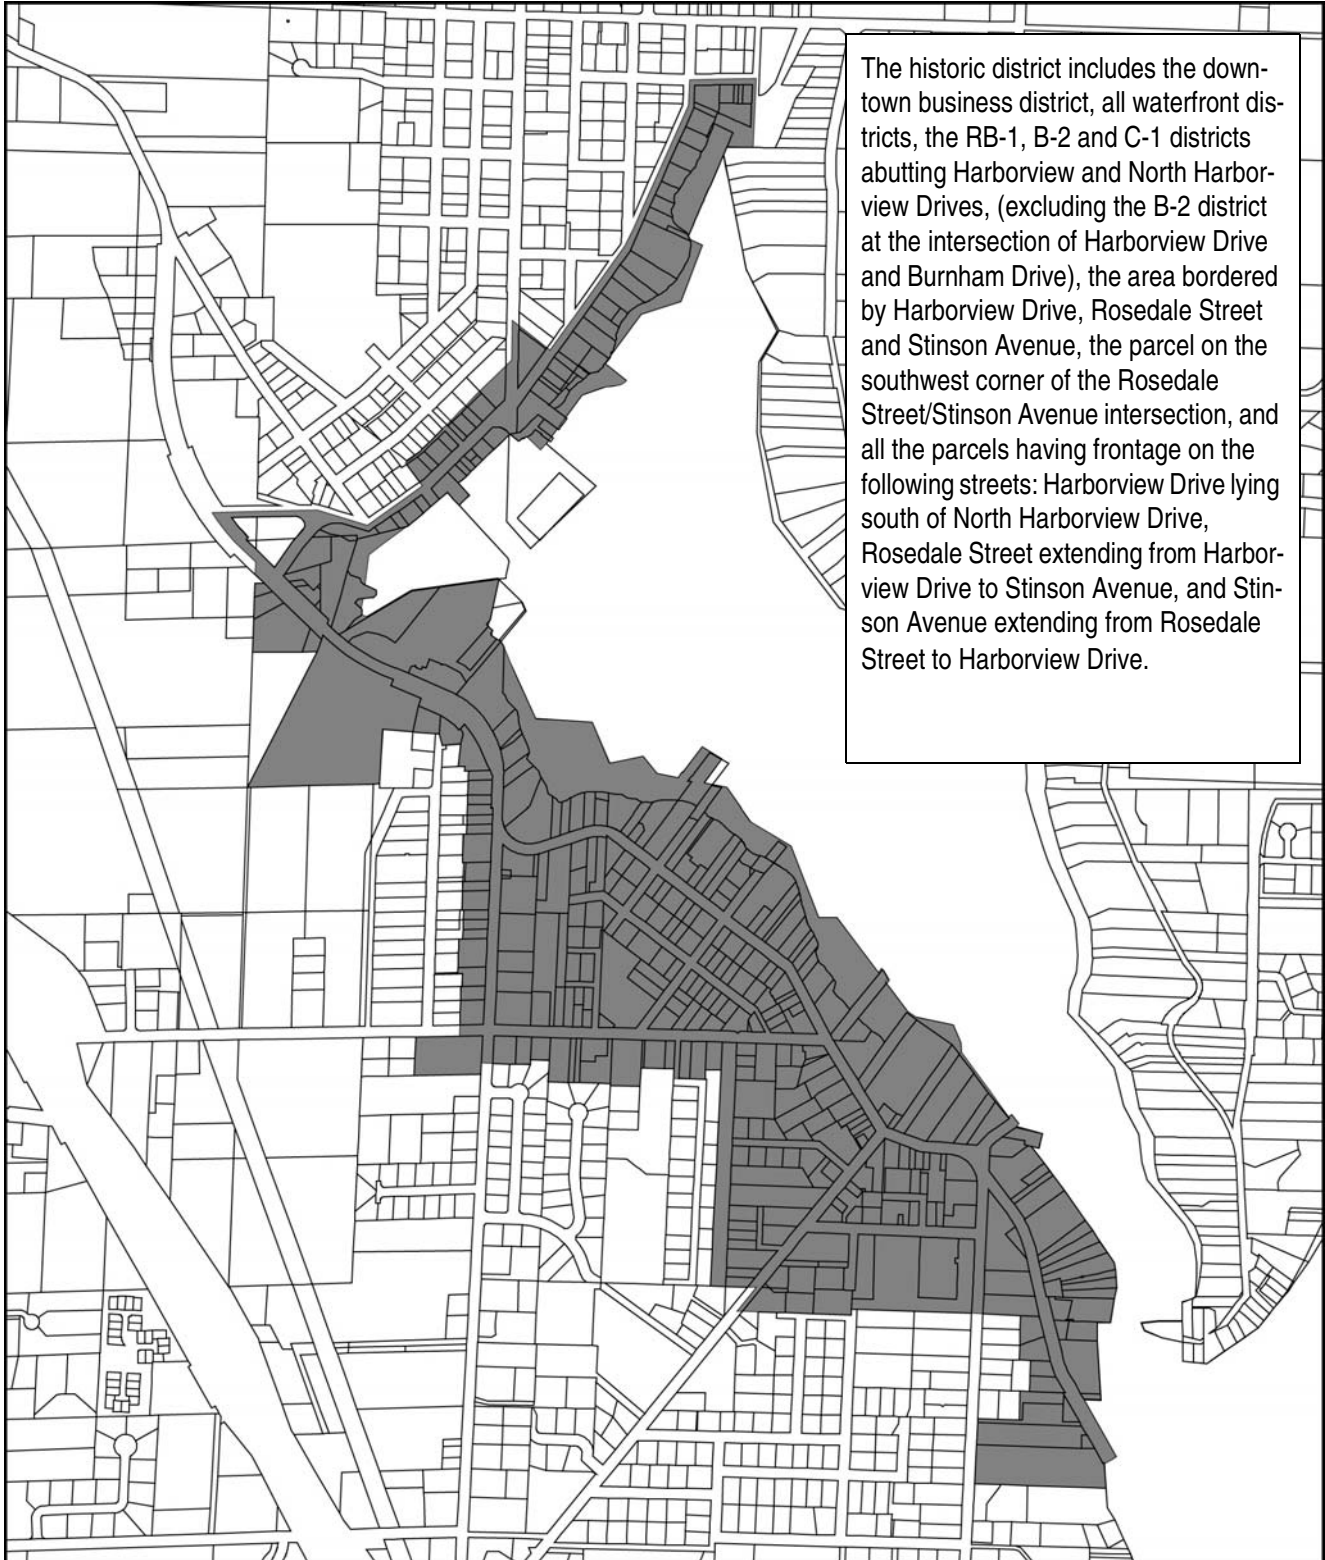 The historic district includes the down-
town business district, all waterfront dis-
tricts, the RB-1, B-2 and C-1 districts
abutting Harborview and North Harbor-
view Drives, (excluding the B-2 district
at the intersection of Harborview Drive
and Burnham Drive), the area bordered
by Harborview Drive, Rosedale Street
and Stinson Avenue, the parcel on the
southwest corner of the Rosedale
Street/Stinson Avenue intersection, and
all the parcels having frontage on the
following streets: Harborview Drive lying
south of North Harborview Drive,
Rosedale Street extending from Harbor-
view Drive to Stinson Avenue, and Stin-
son Avenue extending from Rosedale
Street to Harborview Drive.